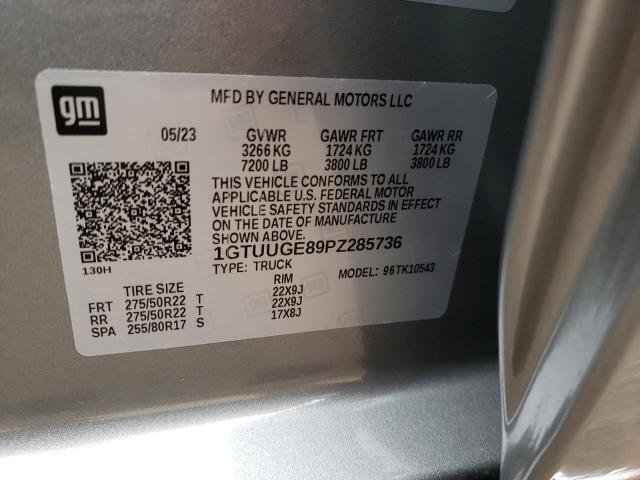 gm
MFD BY GENERAL MOTORS LLC
05/23 GVWR GAWR FRT GAWR RR
3266 KG 1724 KG 1724 KG
7200 LB 3800 LB 3800 LB
THIS VEHICLE CONFORMS TO ALL
APPLICABLE U.S. FEDERAL MOTOR
VEHICLE SAFETY STANDARDS IN EFFECT
ON THE DATE OF MANUFACTURE
SHOWN ABOVE.
1GTUUGE89PZ285736
130H
TYPE: TRUCK MODEL: 96TK10543
TIRE SIZE RIM
FRT 275/50R22 T 22X9J
RR 275/50R22 T 22X9J
SPA 255/80R17 S 17X8J